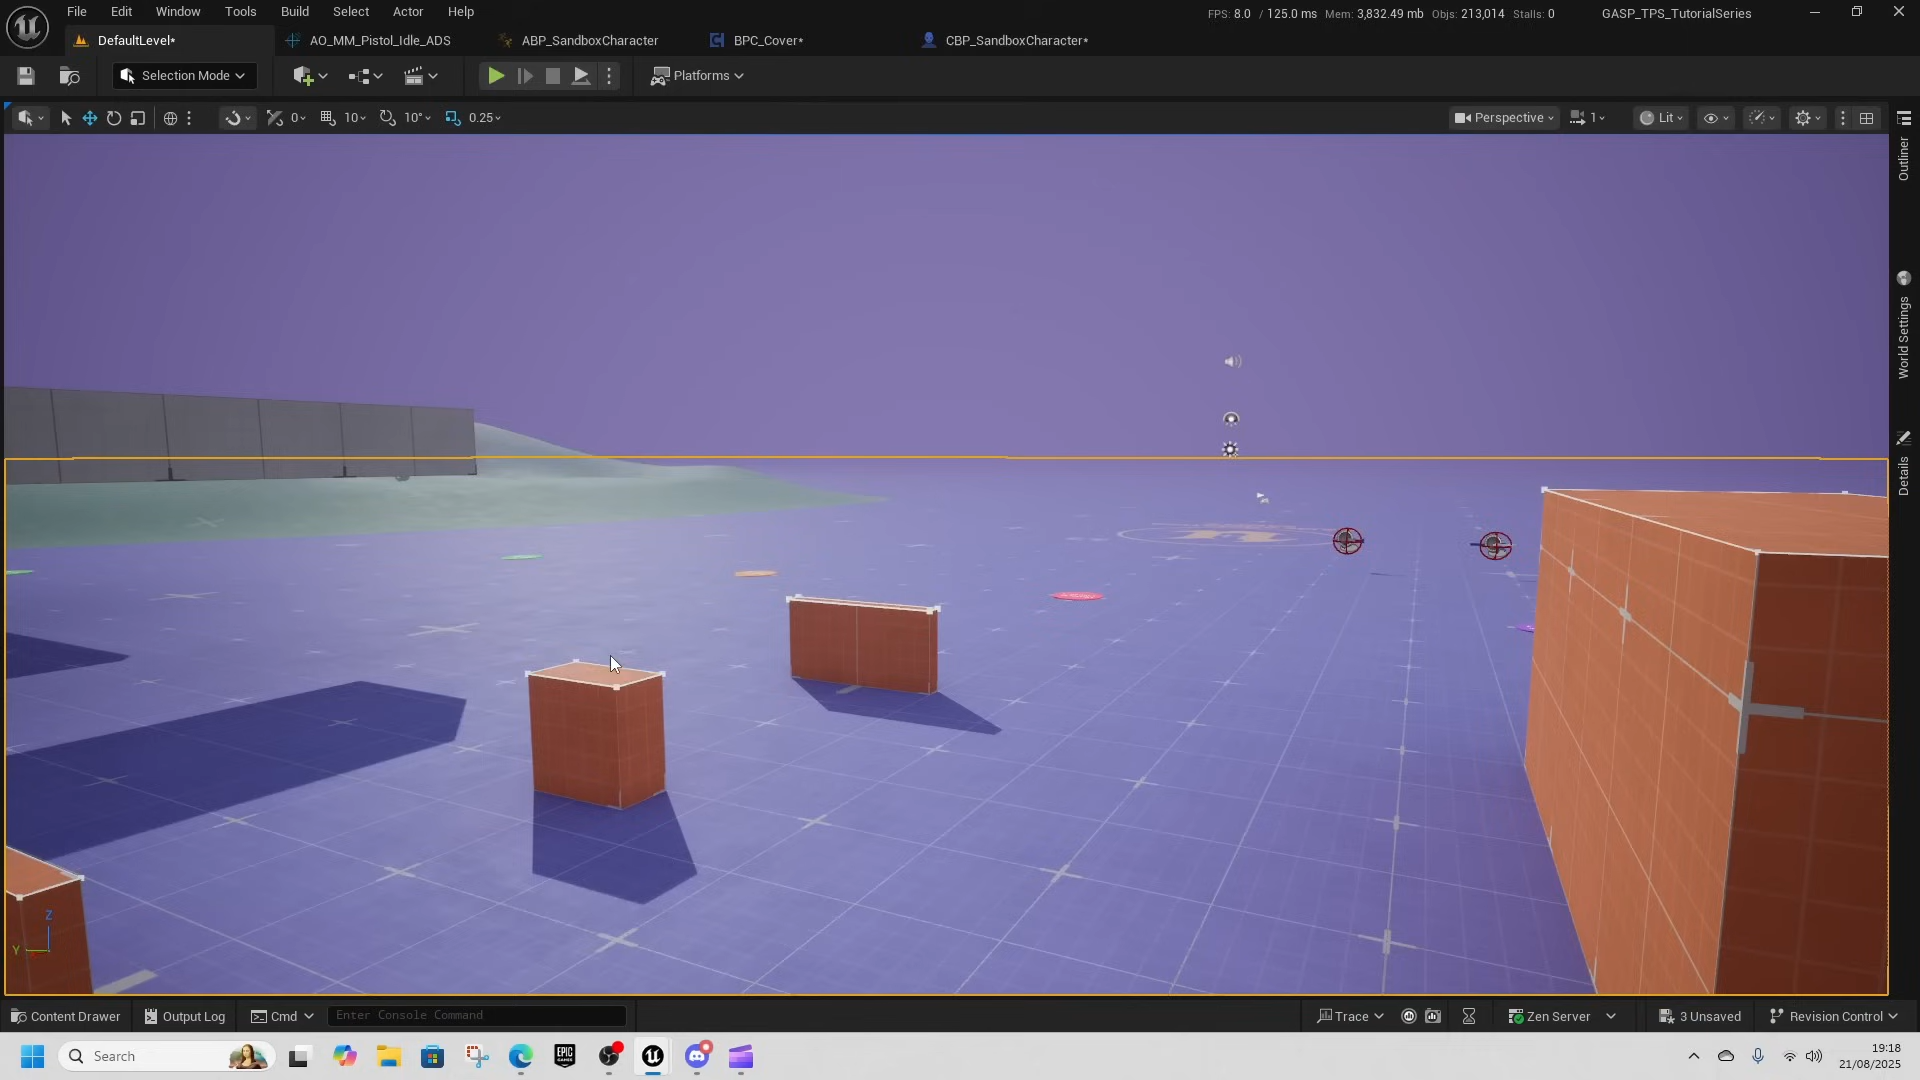 File Edit Window Tools Build Select Actor Help
FPS: 8.0 / 125.0 ms Mem: 3,832.49 mb Objs: 213,014 Stalls: 0
GASP_TPS_TutorialSeries
DefaultLevel*
AO_MM_Pistol_Idle_ADS
ABP_SandboxCharacter
BPC_Cover*
CBP_SandboxCharacter*
Selection Mode
Platforms
0
10
10°
0.25
Perspective
1
Lit
Outliner
World Settings
Details
Z
Y
Content Drawer
Output Log
Cmd
Enter Console Command
Trace
Zen Server
3 Unsaved
Revision Control
Search
EPIC
GAMES
19:18
21/08/2025